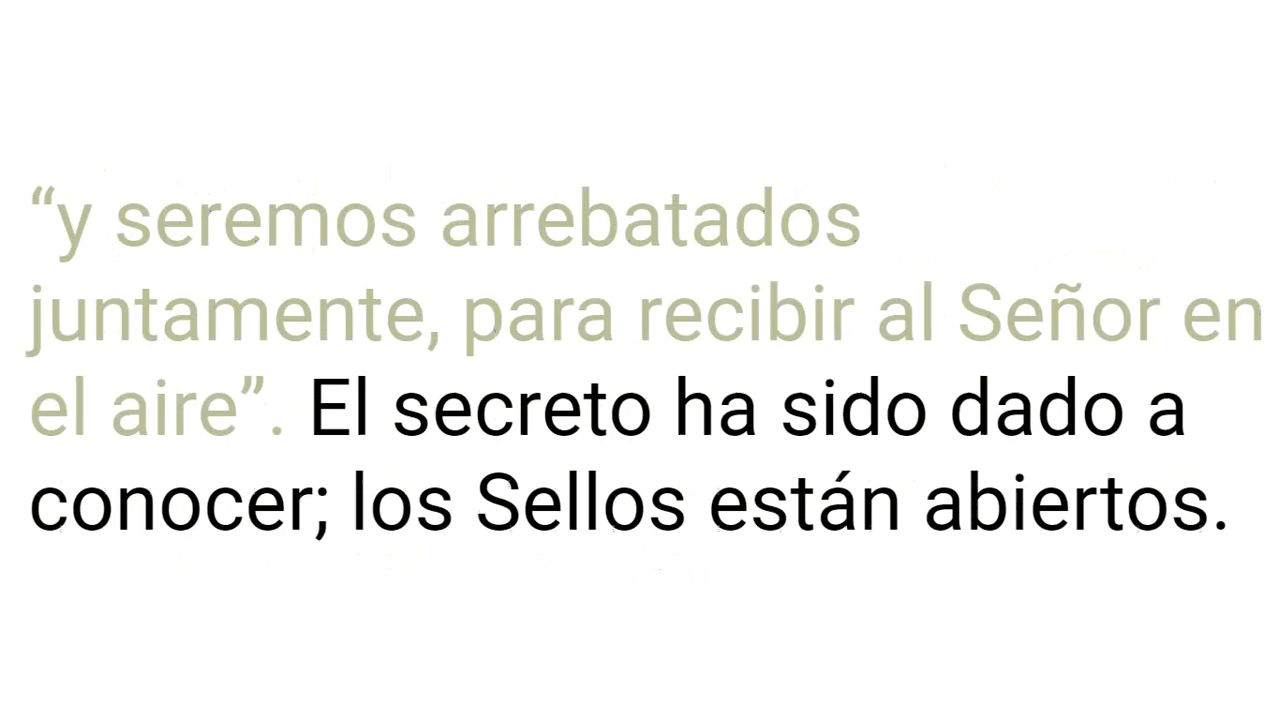 “y seremos arrebatados
juntamente, para recibir al Señor en
el aire”. El secreto ha sido dado a
conocer; los Sellos están abiertos.